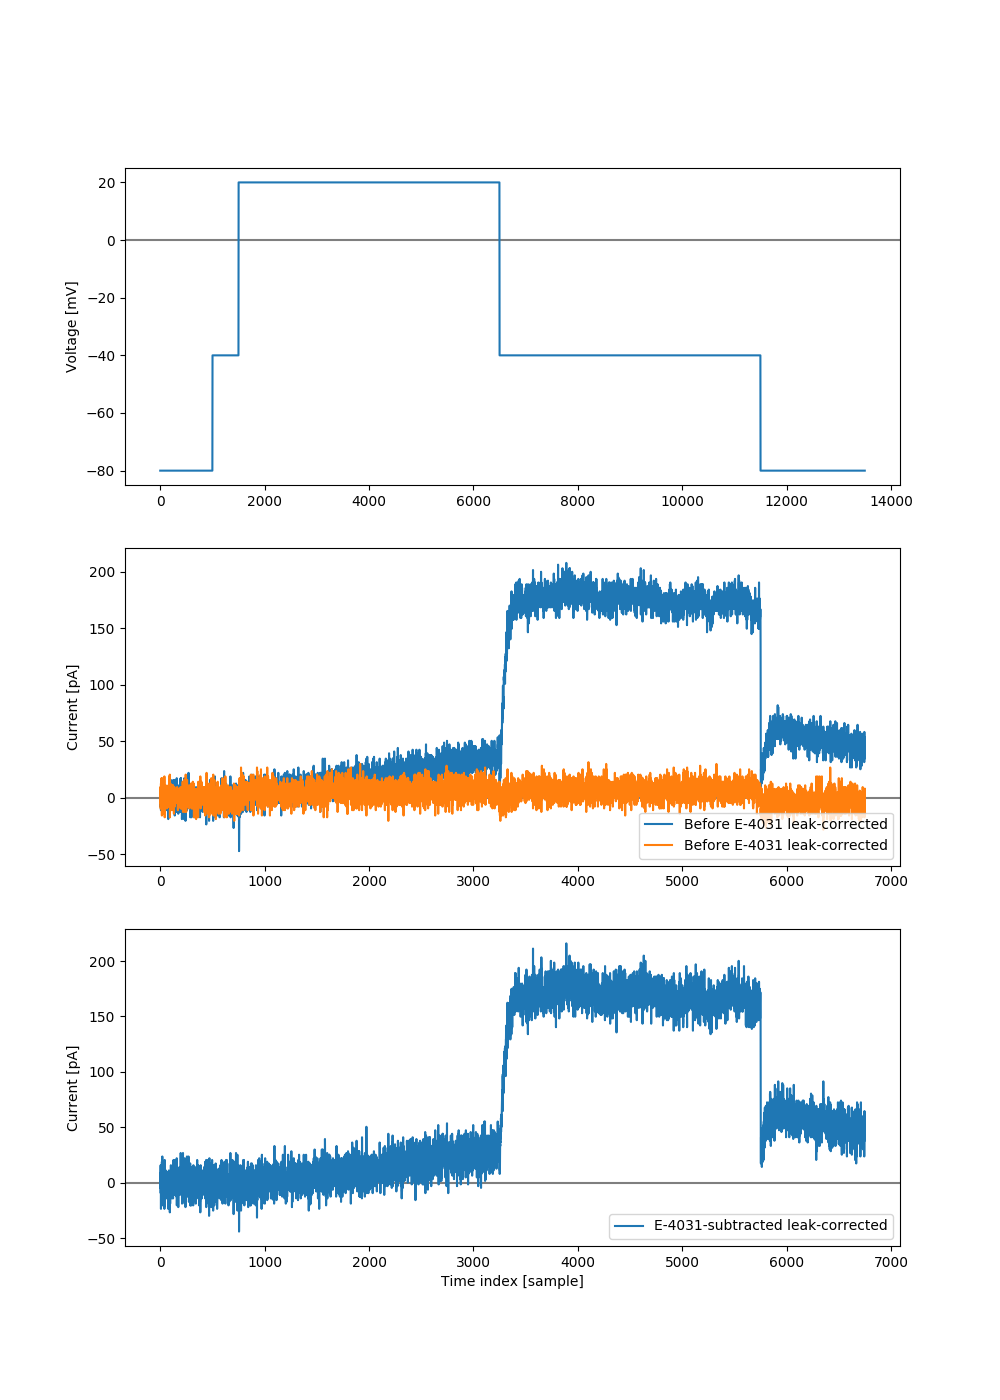 20
0
−20
−40
−60
−80
Voltage [mV]
0 2000 4000 6000 8000 10000 12000 14000
200
150
100
50
0
−50
Current [pA]
Before E-4031 leak-corrected
Before E-4031 leak-corrected
0 1000 2000 3000 4000 5000 6000 7000
200
150
100
50
0
−50
Current [pA]
E-4031-subtracted leak-corrected
0 1000 2000 3000 4000 5000 6000 7000
Time index [sample]